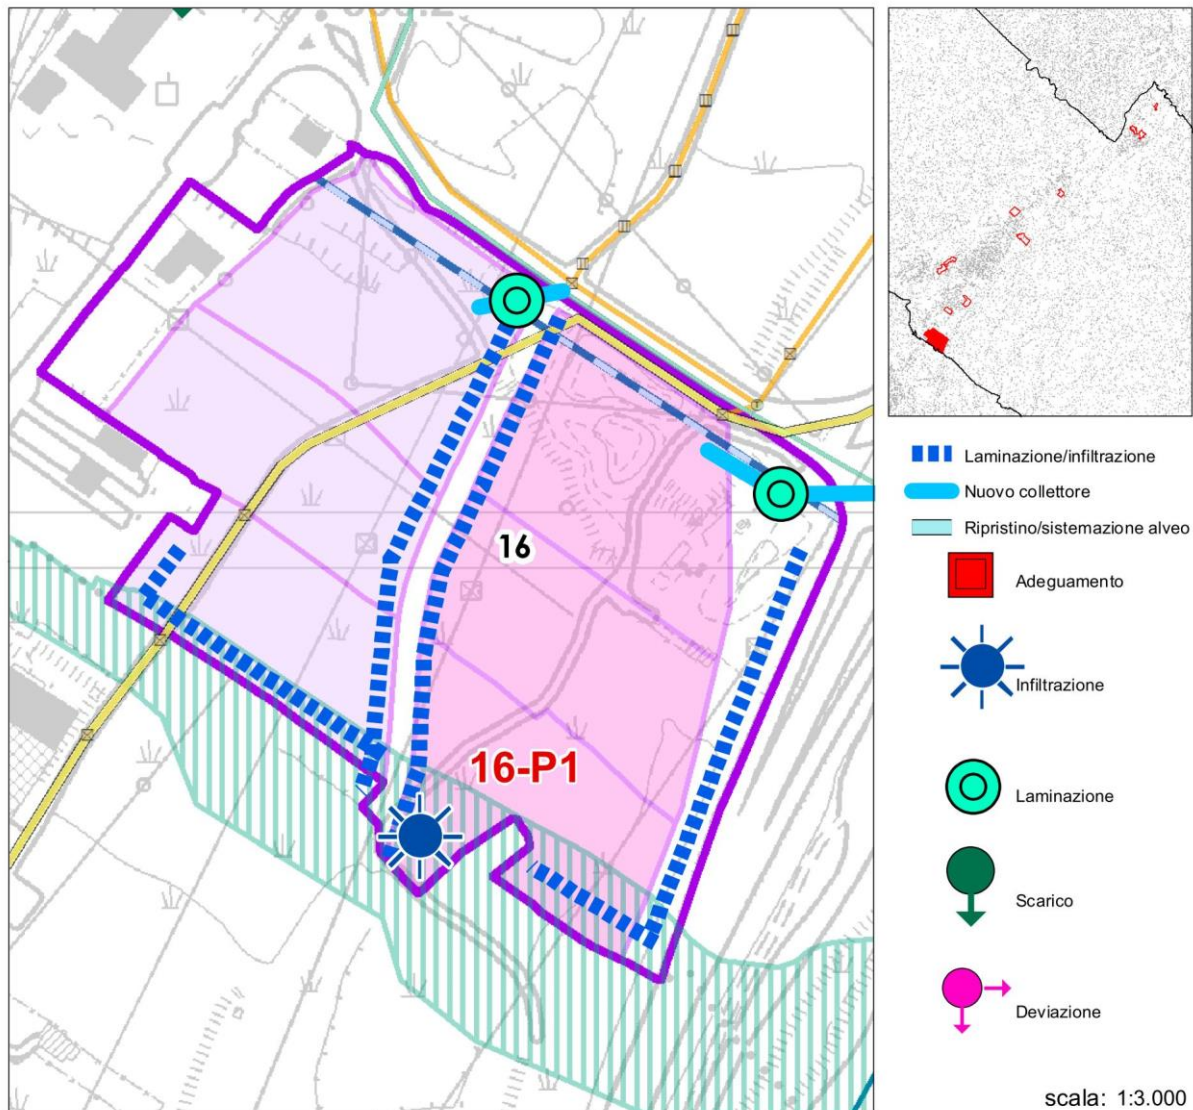 16
16-P1
Laminazione/infiltrazione
Nuovo collettore
Ripristino/sistemazione alveo
Adeguamento
Infiltrazione
Laminazione
Scarico
Deviazione
scala: 1:3.000